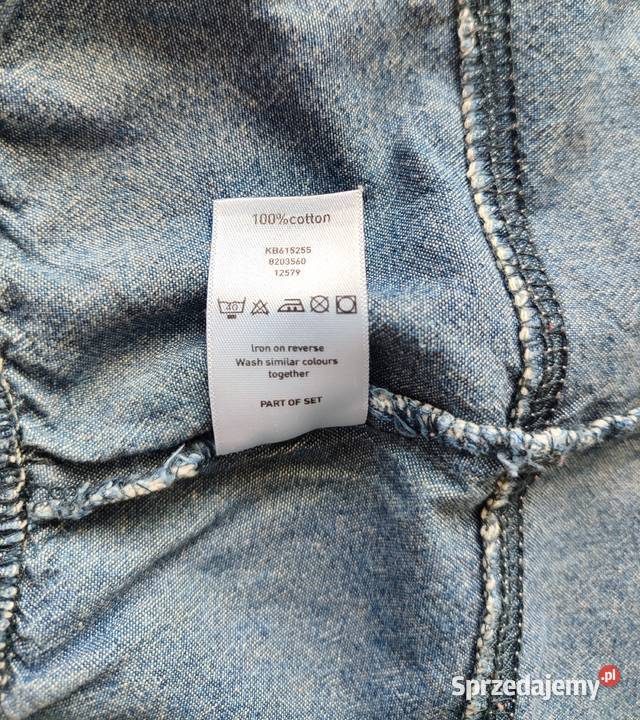 100%cotton
KB615255
8203560
12579
40
Iron on reverse
Wash similar colours
together
PART OF SET
Sprzedajemy.pl